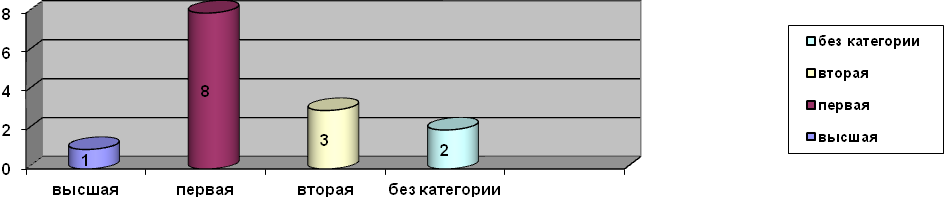 8
6
4
2
0
1
8
3
2
высшая первая вторая без категории
без категории
вторая
первая
высшая